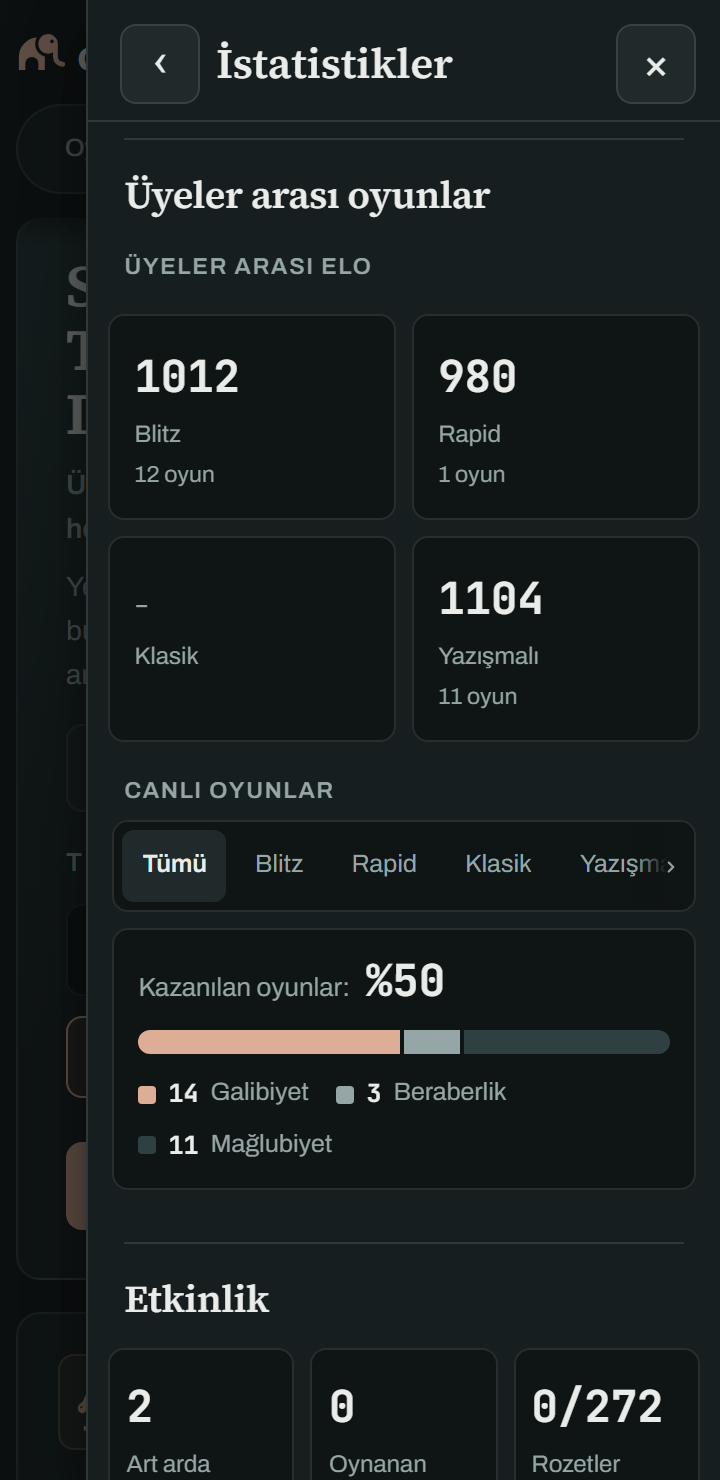 İstatistikler
Üyeler arası oyunlar
ÜYELER ARASI ELO
1012
Blitz
12 oyun
980
Rapid
1 oyun
-
Klasik
1104
Yazışmalı
11 oyun
CANLI OYUNLAR
Tümü Blitz Rapid Klasik
Kazanılan oyunlar: %50
14 Galibiyet 3 Beraberlik
11 Mağlubiyet
Etkinlik
2
Art arda
0
Oynanan
0/272
Rozetler